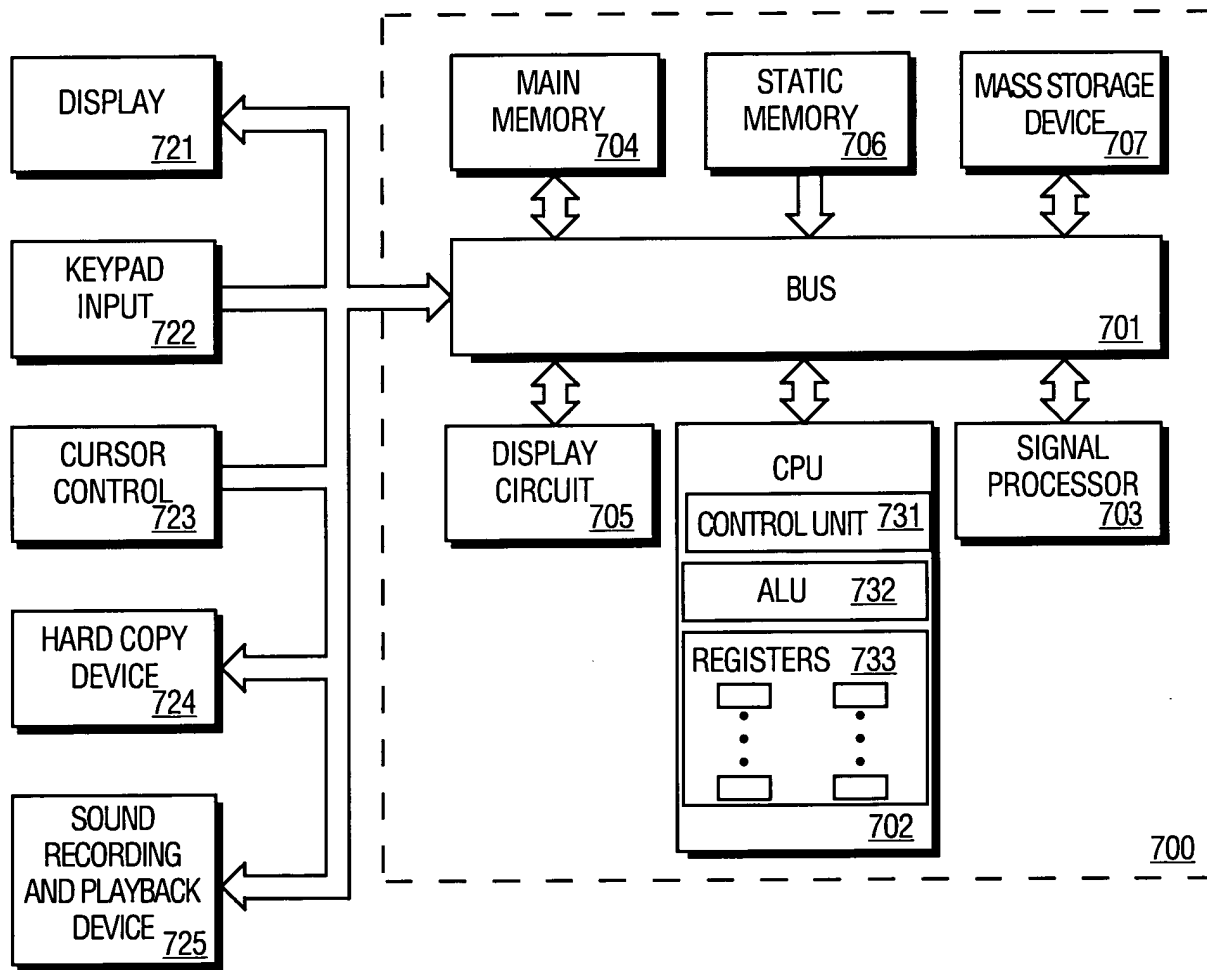 DISPLAY
721
KEYPAD
INPUT
722
CURSOR
CONTROL
723
HARD COPY
DEVICE
724
SOUND
RECORDING
AND PLAYBACK
DEVICE
725
MAIN
MEMORY
704
STATIC
MEMORY
706
MASS STORAGE
DEVICE
707
BUS
701
DISPLAY
CIRCUIT
705
CPU
CONTROL UNIT 731
ALU 732
REGISTERS 733
702
SIGNAL
PROCESSOR
703
700